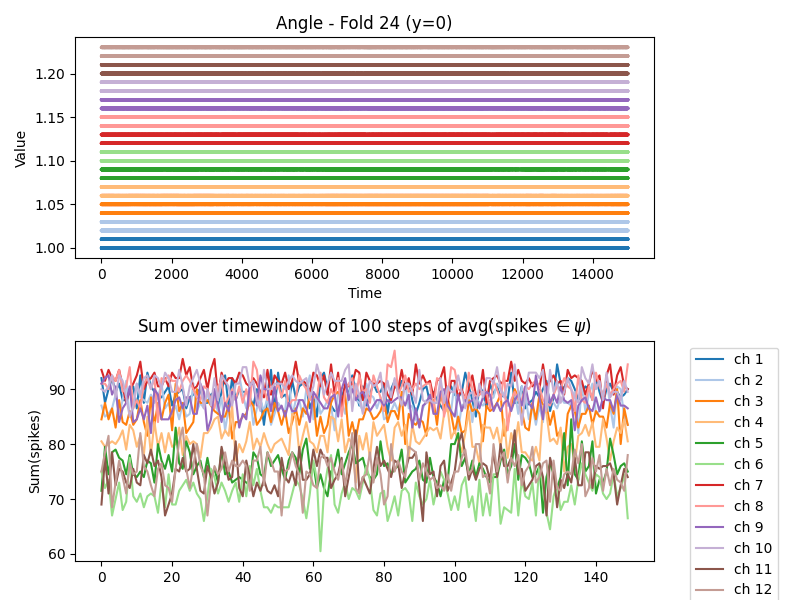 Angle - Fold 24 (y=0)
1.20
1.15
1.10
1.05
1.00
Value
0 2000 4000 6000 8000 10000 12000 14000
Time
Sum over timewindow of 100 steps of avg(spikes ∈ ψ)
90
80
70
60
Sum(spikes)
0 20 40 60 80 100 120 140
ch 1
ch 2
ch 3
ch 4
ch 5
ch 6
ch 7
ch 8
ch 9
ch 10
ch 11
ch 12